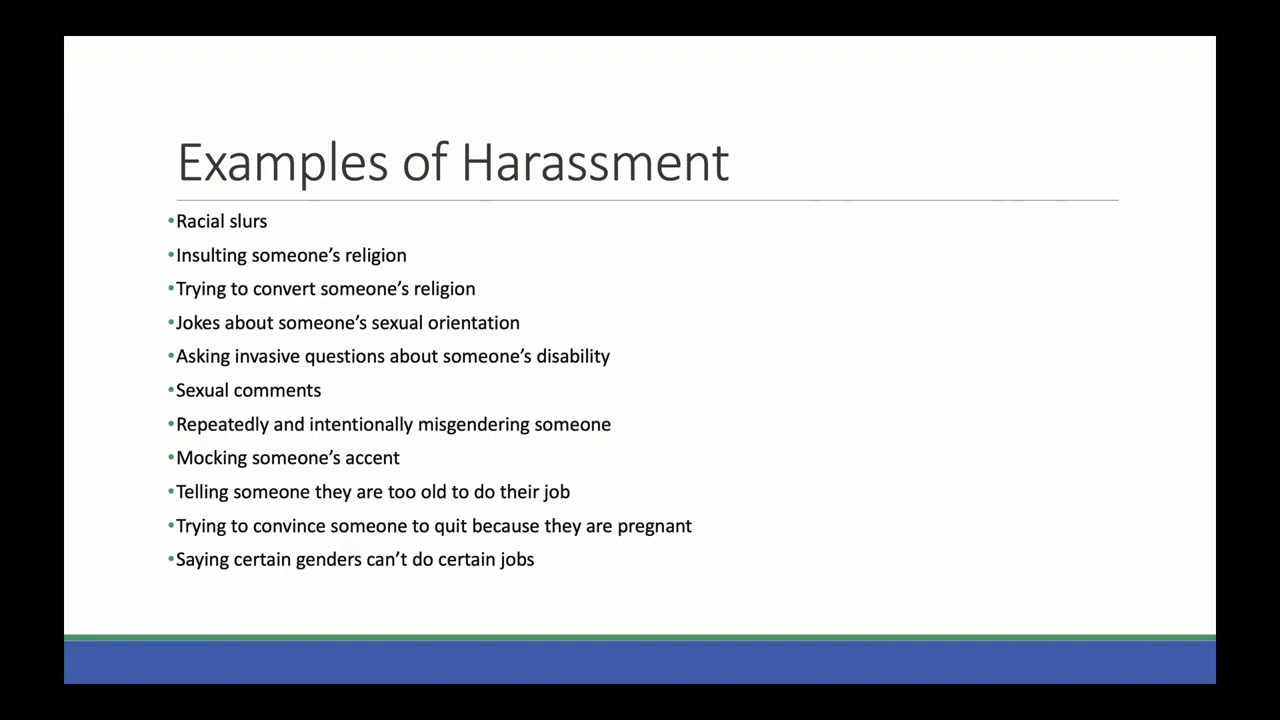 Examples of Harassment
•Racial slurs
•Insulting someone’s religion
•Trying to convert someone’s religion
•Jokes about someone’s sexual orientation
•Asking invasive questions about someone’s disability
•Sexual comments
•Repeatedly and intentionally misgendering someone
•Mocking someone’s accent
•Telling someone they are too old to do their job
•Trying to convince someone to quit because they are pregnant
•Saying certain genders can’t do certain jobs